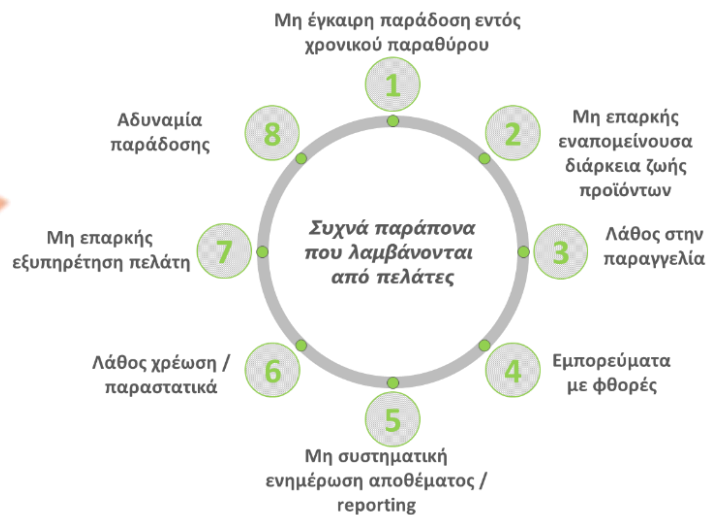 Μη έγκαιρη παράδοση εντός
χρονικού παραθύρου
1
2
Μη επαρκής
εναπομείνουσα
διάρκεια ζωής
προϊόντων
3
Λάθος στην
παραγγελία
4
Εμπορεύματα
με φθορές
5
Μη συστηματική
ενημέρωση αποθέματος /
reporting
6
Λάθος χρέωση /
παραστατικά
7
Μη επαρκής
εξυπηρέτηση πελάτη
8
Αδυναμία
παράδοσης
Συχνά παράπονα
που λαμβάνονται
από πελάτες